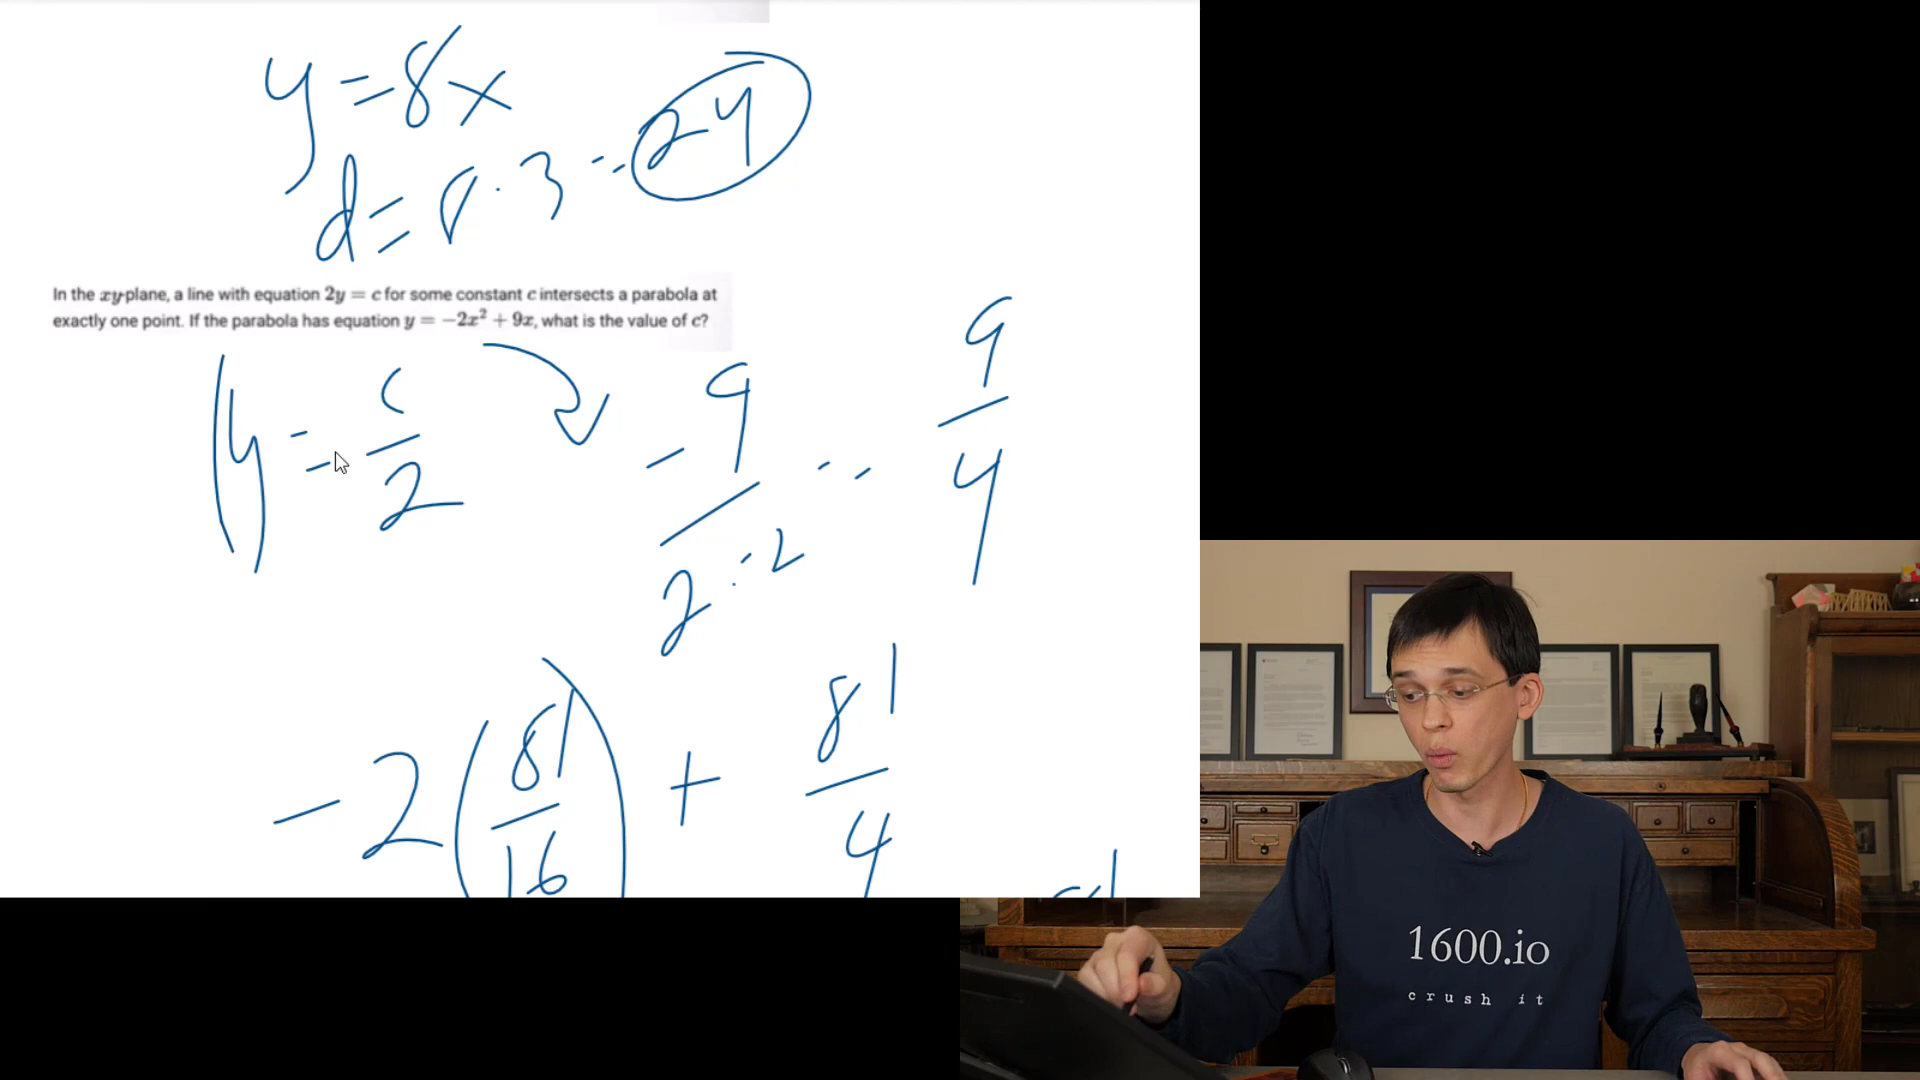 y = 8x
d = 8 · 3 = 24
In the xy-plane, a line with equation 2y = c for some constant c intersects a parabola at
exactly one point. If the parabola has equation y = −2x² + 9x, what is the value of c?
y = c/2
-9/2·-2 = 9/4
-2(81/16) + 81/4
1600.io
crush it